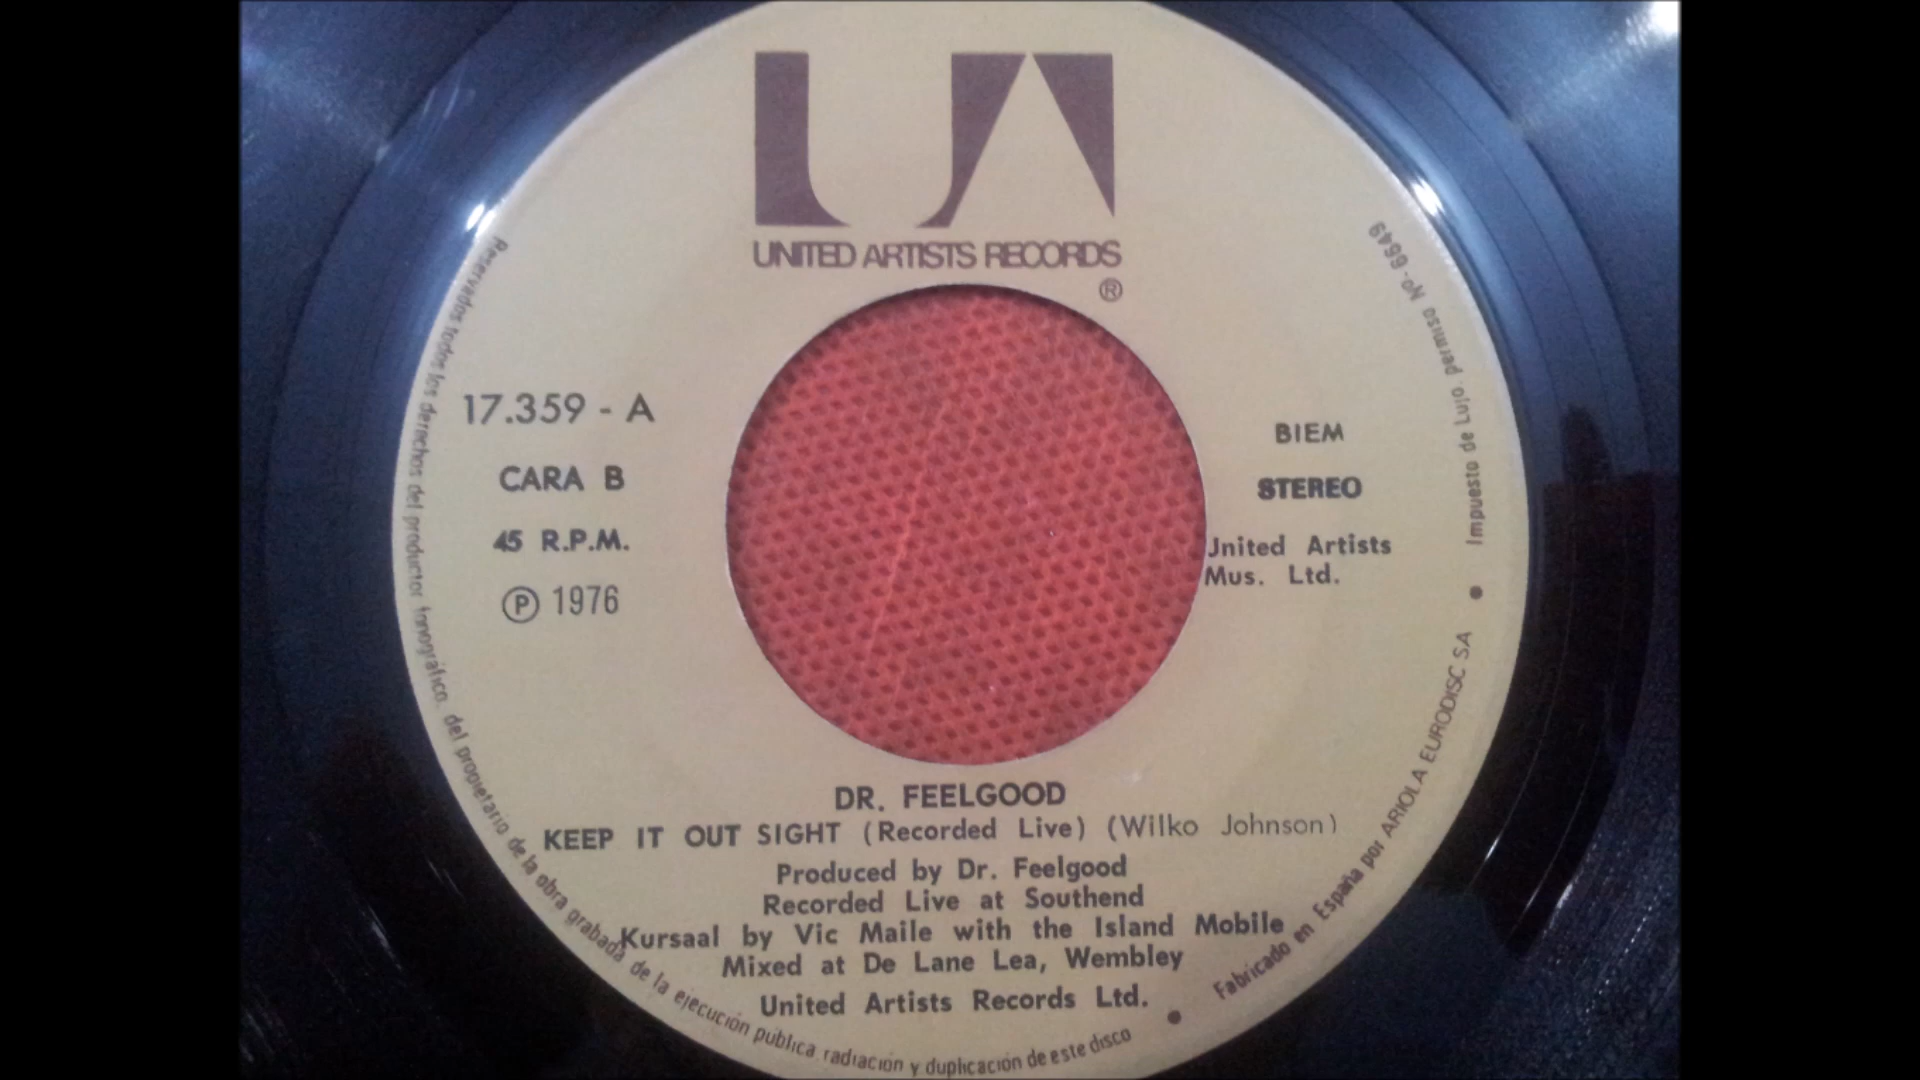 UA
UNITED ARTISTS RECORDS
®
17.359 - A
CARA B
45 R.P.M.
Ⓟ 1976
BIEM
STEREO
United Artists
Mus. Ltd.
DR. FEELGOOD
KEEP IT OUT SIGHT (Recorded Live) (Wilko Johnson)
Produced by Dr. Feelgood
Recorded Live at Southend
Kursaal by Vic Maile with the Island Mobile
Mixed at De Lane Lea, Wembley
United Artists Records Ltd.
Reservados todos los derechos del productor fonográfico, del propietario de la obra grabada de la ejecución pública radiación y duplicación de este disco • Fabricado en España por ARIOLA EURODISC SA • Impuesto de Lujo permiso Nº- 6649